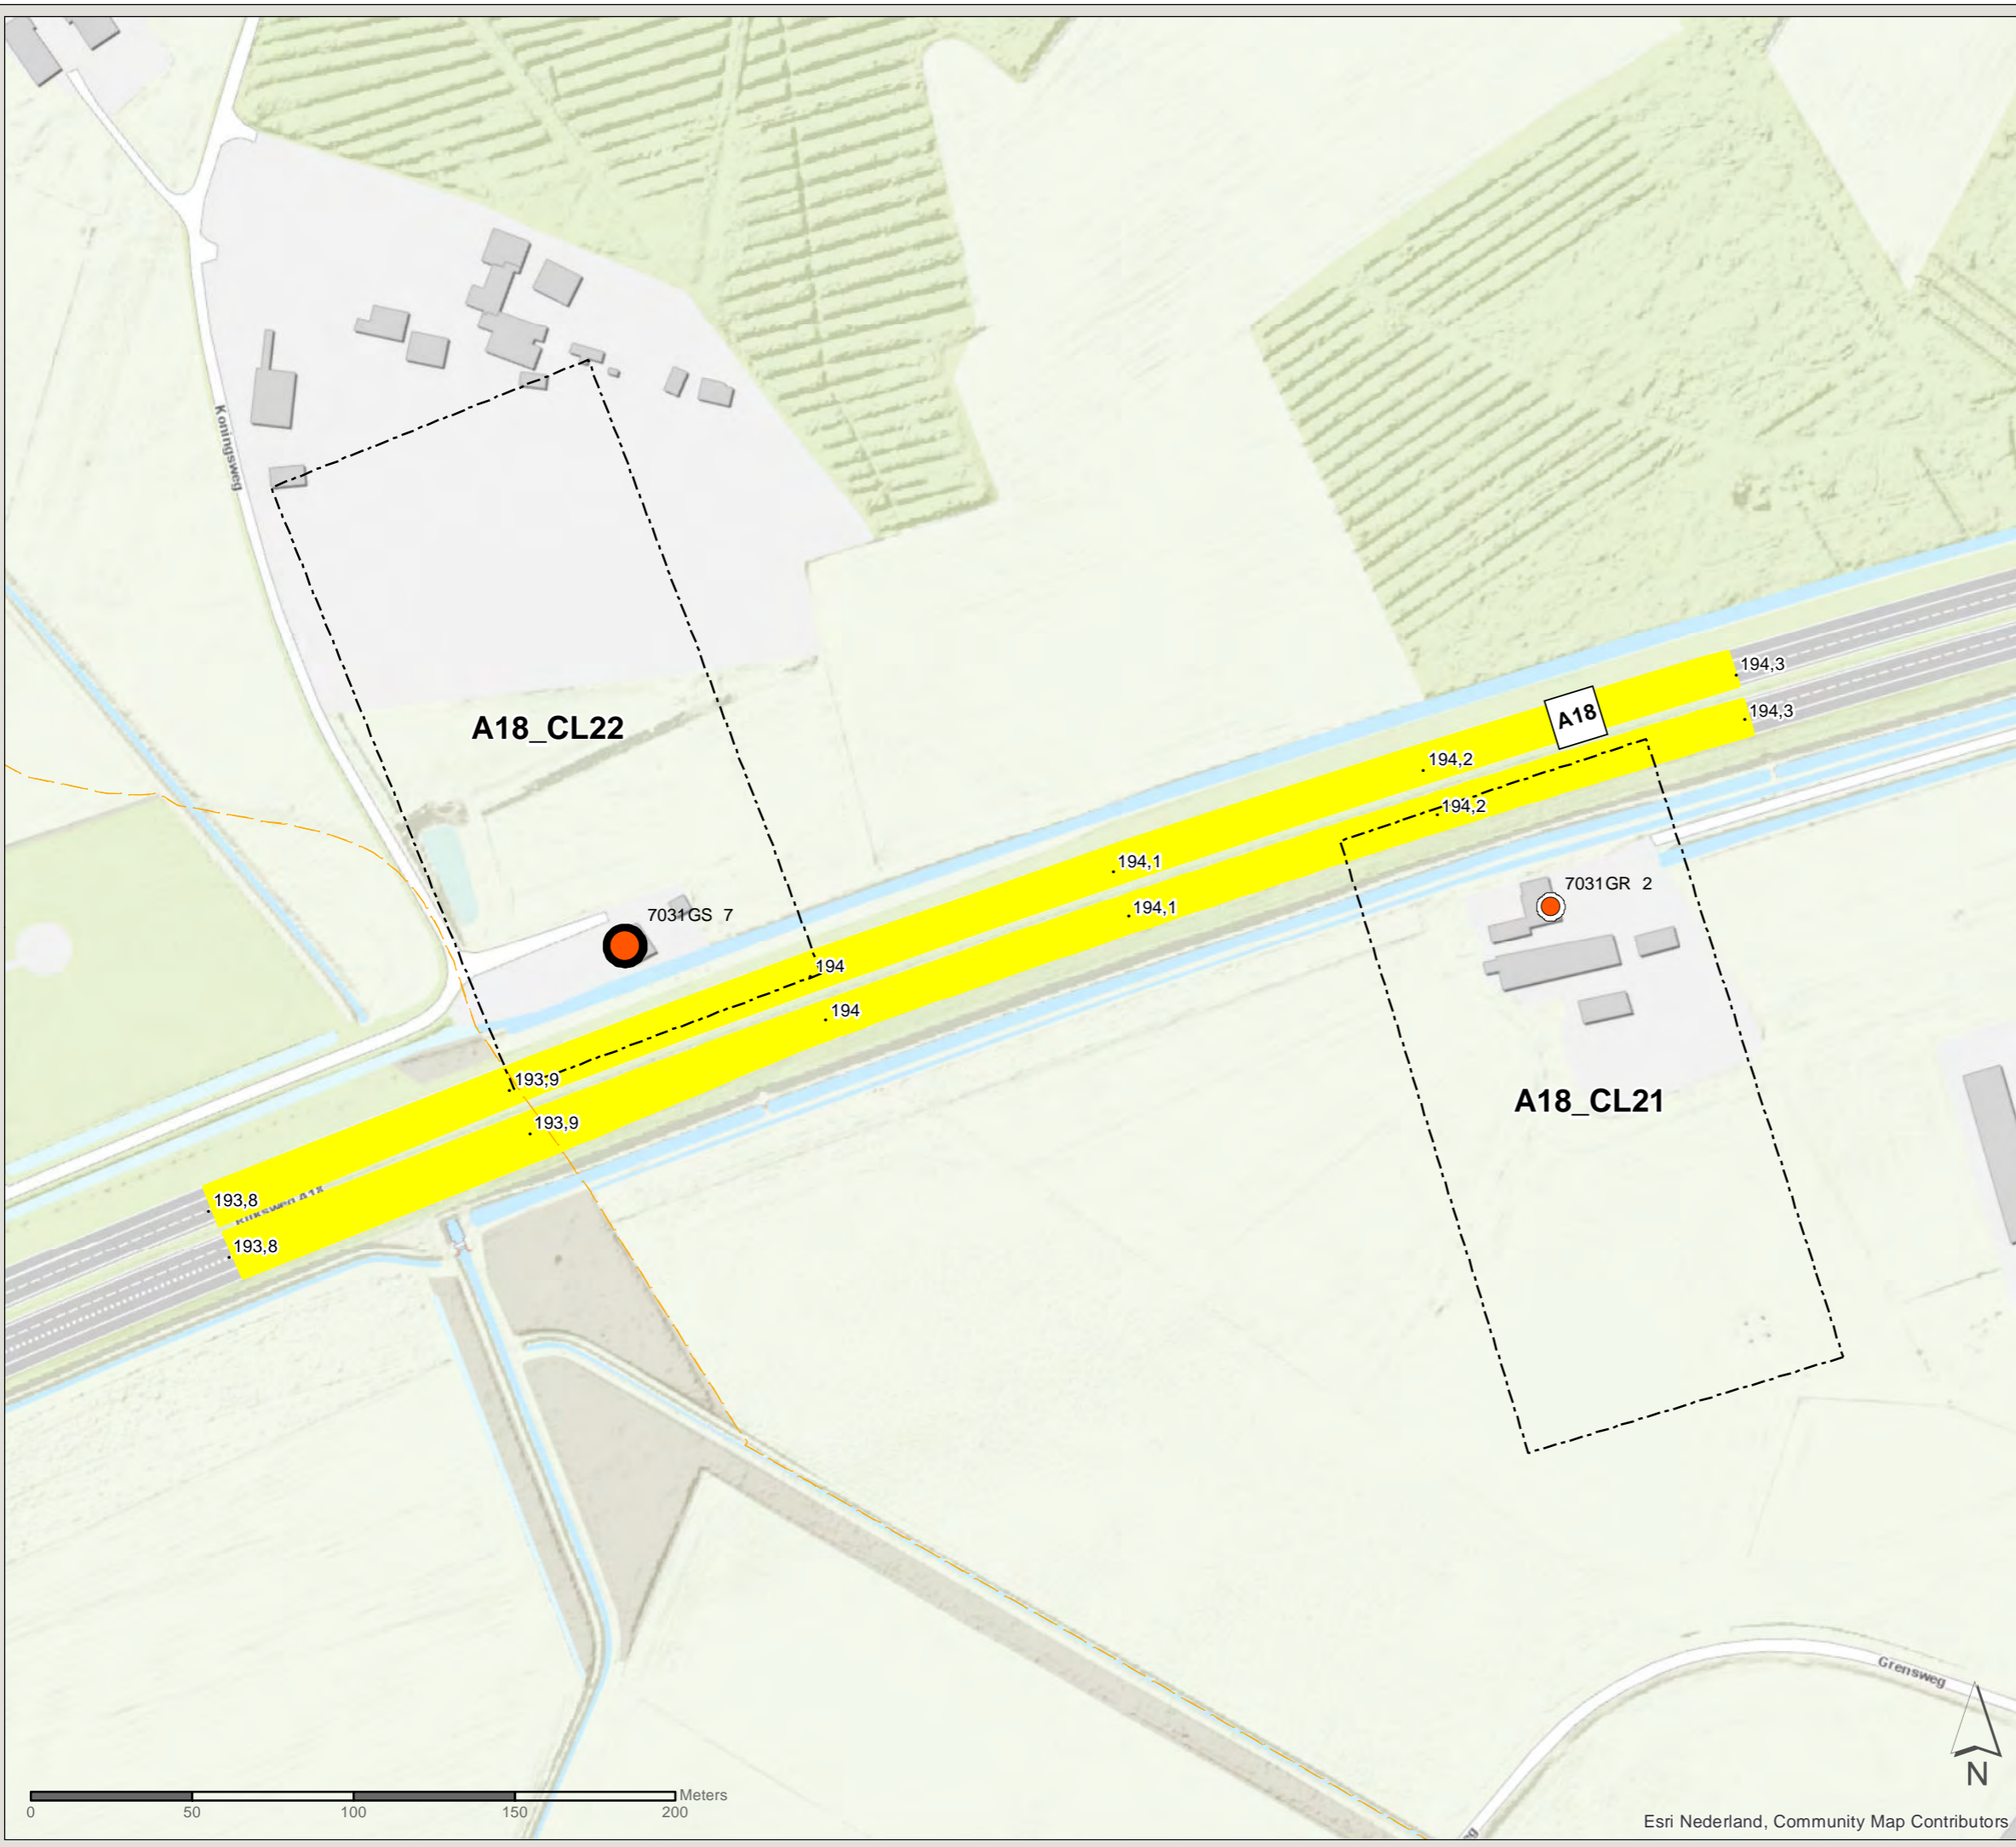 Koningsweg
A18_CL22
194,3
A18
194,3
194,2
194,2
194,1
7031GR 2
194,1
7031GS 7
194
194
193,9
A18_CL21
193,9
193,8
Rijksweg A18
193,8
Grensweg
N
Meters
0 50 100 150 200
Esri Nederland, Community Map Contributors